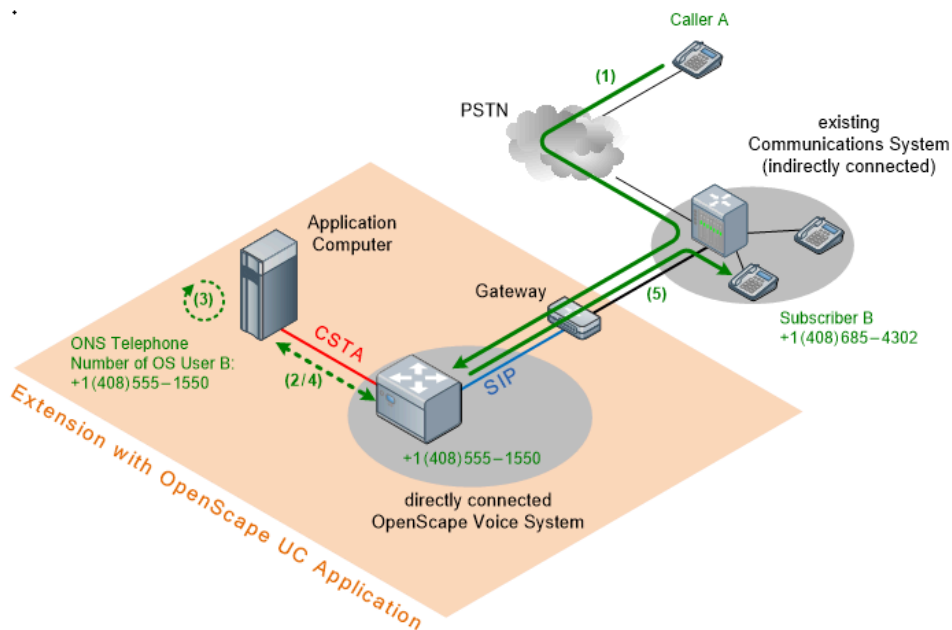 Caller A
(1)
PSTN
existing
Communications System
(indirectly connected)
Application
Computer
(3)
Gateway
(5)
Subscriber B
+1(408)685–4302
ONS Telephone
Number of OS User B:
+1(408)555–1550
CSTA
(2/4)
SIP
+1(408)555–1550
directly connected
OpenScape Voice System
Extension with OpenScape UC Application